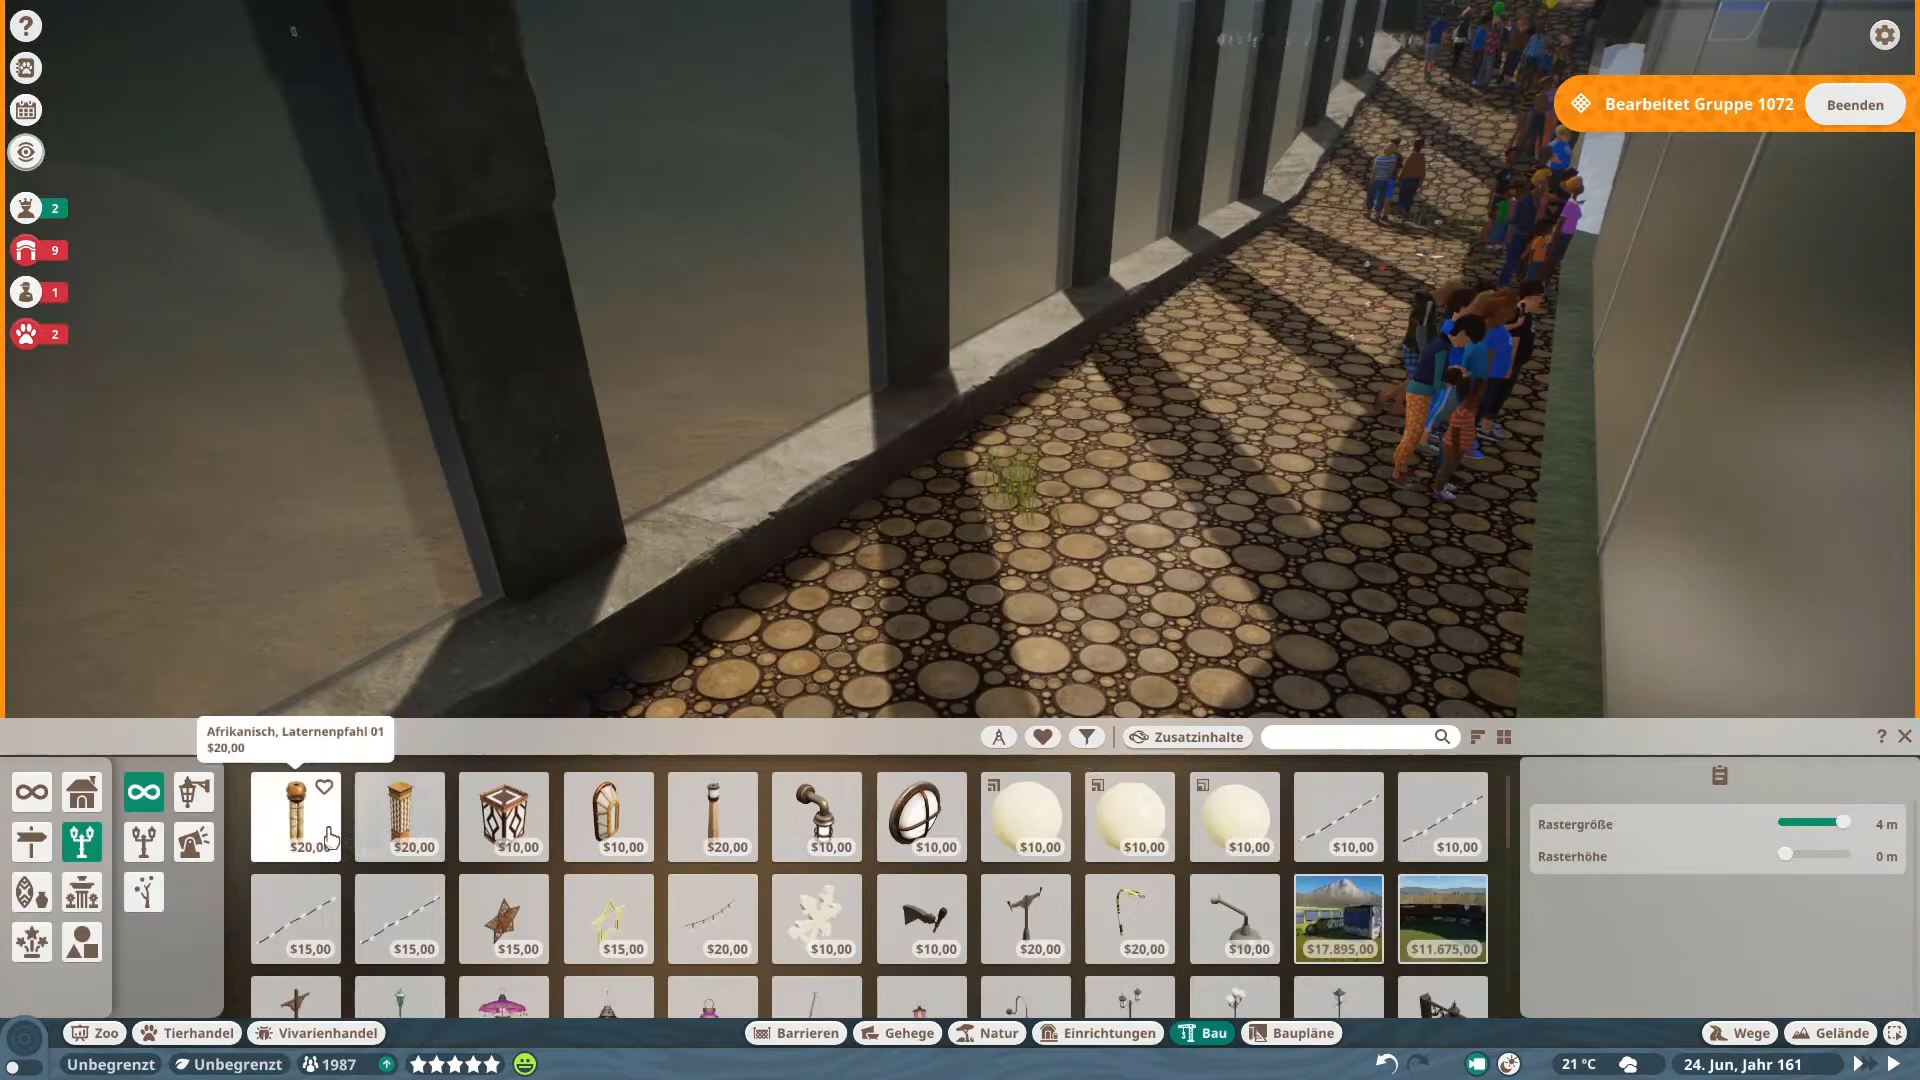 Bearbeitet Gruppe 1072
Beenden
2
9
1
2
Afrikanisch, Laternenpfahl 01
$20,00
Zusatzinhalte
$20,00
$20,00
$10,00
$10,00
$20,00
$10,00
$10,00
$10,00
$10,00
$10,00
$10,00
$10,00
Rastergröße
4 m
Rasterhöhe
0 m
$15,00
$15,00
$15,00
$15,00
$20,00
$10,00
$10,00
$20,00
$20,00
$10,00
$17.895,00
$11.675,00
Zoo
Tierhandel
Vivarienhandel
Barrieren
Gehege
Natur
Einrichtungen
Bau
Baupläne
Wege
Gelände
Unbegrenzt
Unbegrenzt
1987
21 °C
24. Jun, Jahr 161